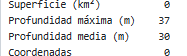 Superficie (km²) 0
Profundidad máxima (m) 37
Profundidad media (m) 30
Coordenadas 0